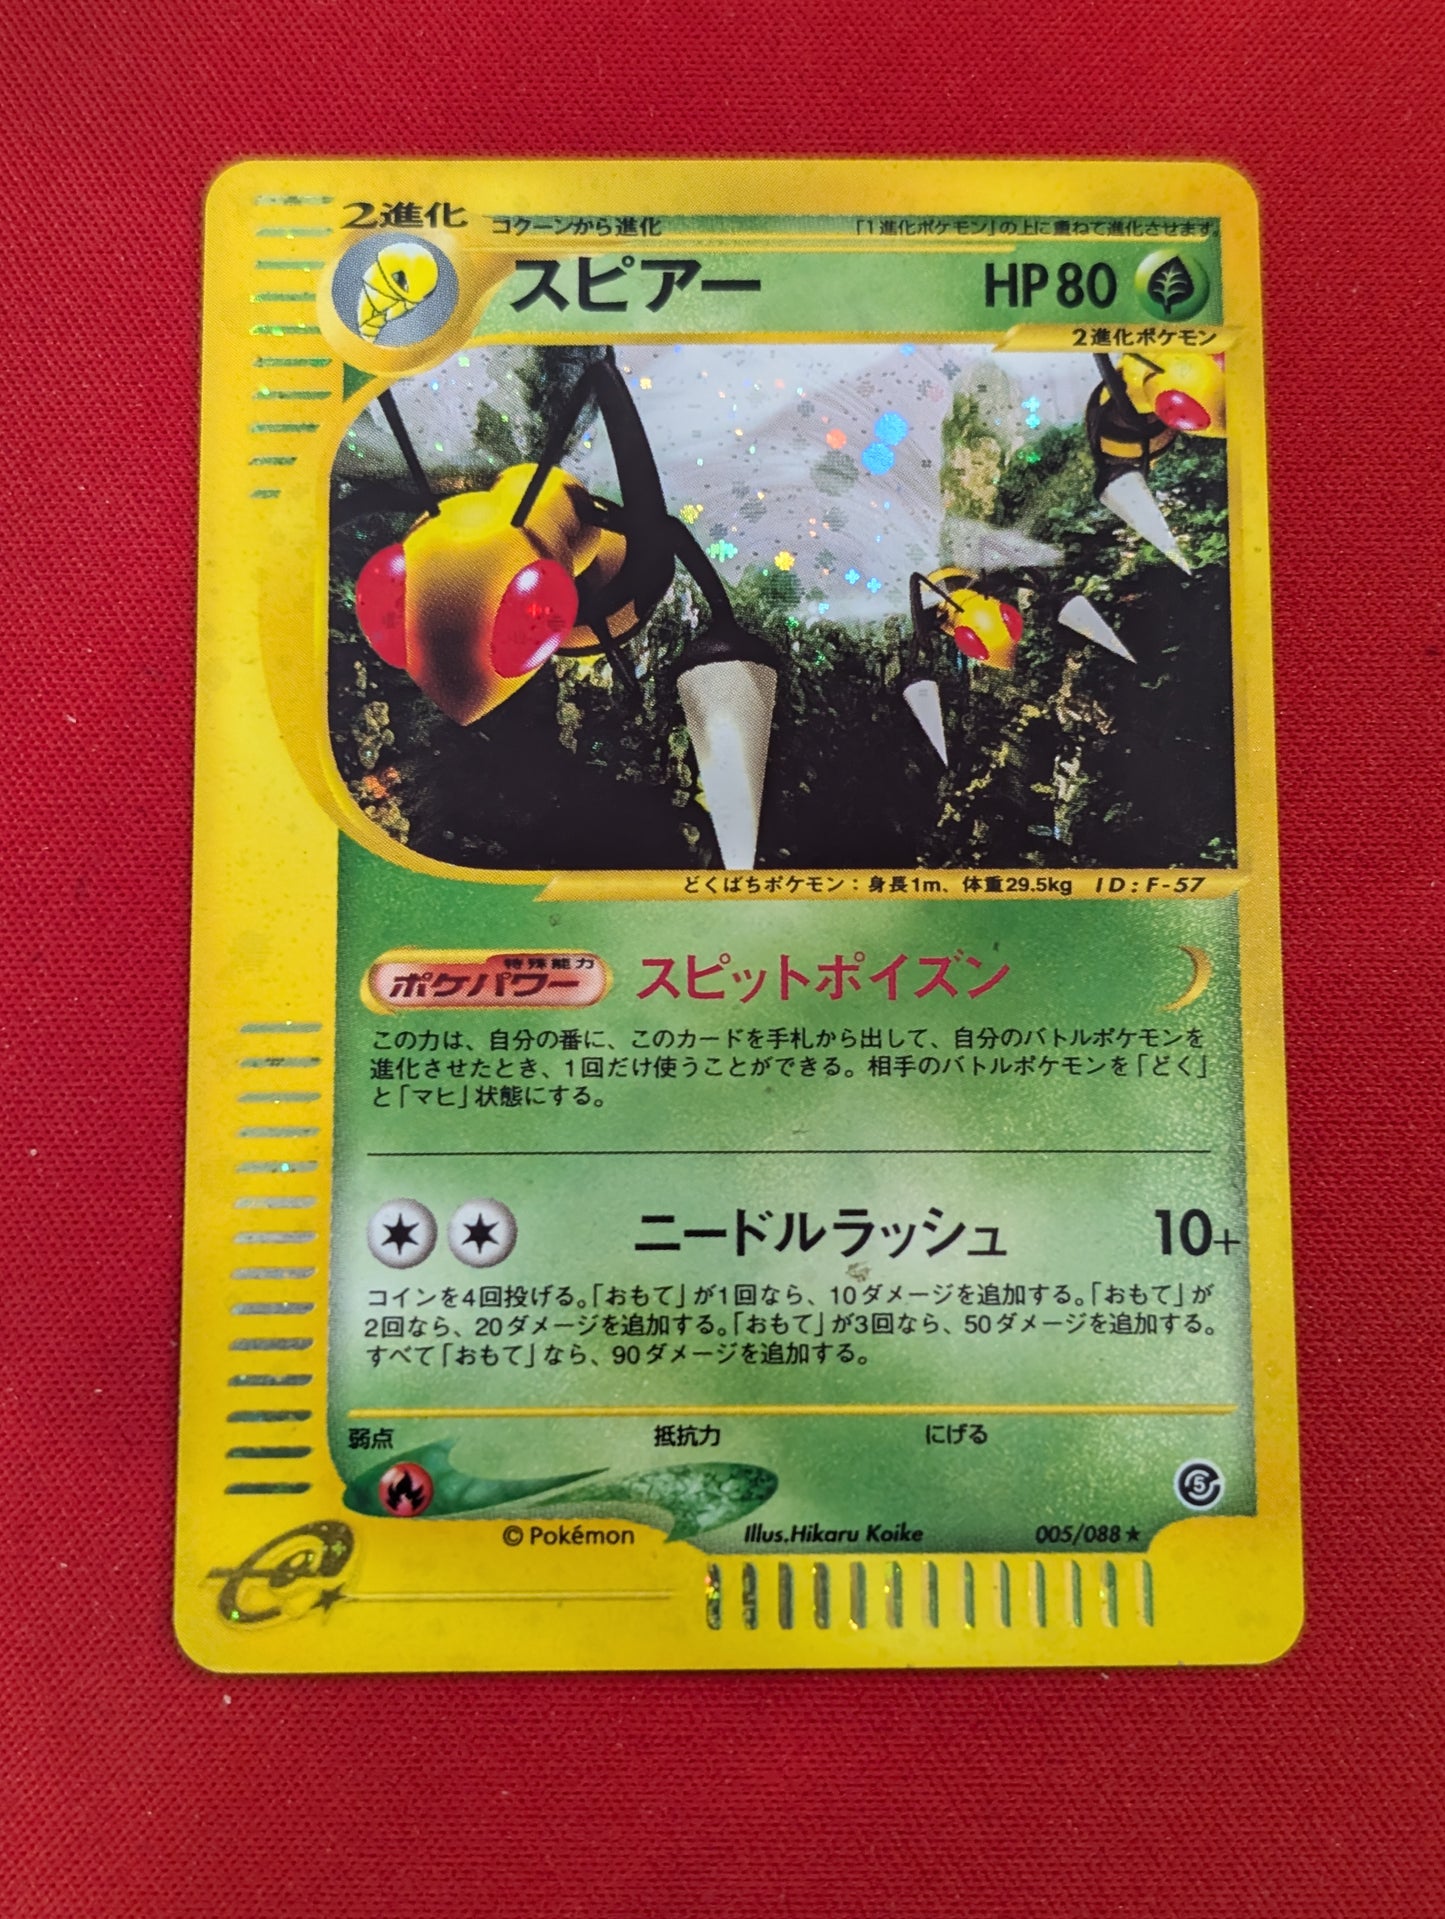 2進化 コクーンから進化 「1進化ポケモン」の上に重ねて進化させます
スピアー HP80
2進化ポケモン
どくばちポケモン：身長1m、体重29.5kg ID：F-57
特殊能力
ポケパワー スピットポイズン
この力は、自分の番に、このカードを手札から出して、自分のバトルポケモンを
進化させたとき、1回だけ使うことができる。相手のバトルポケモンを「どく」
と「マヒ」状態にする。
ニードルラッシュ 10+
コインを4回投げる。「おもて」が1回なら、10ダメージを追加する。「おもて」が
2回なら、20ダメージを追加する。「おもて」が3回なら、50ダメージを追加する。
すべて「おもて」なら、90ダメージを追加する。
弱点 抵抗力 にげる
5
© Pokémon Illus.Hikaru Koike 005/088★
e